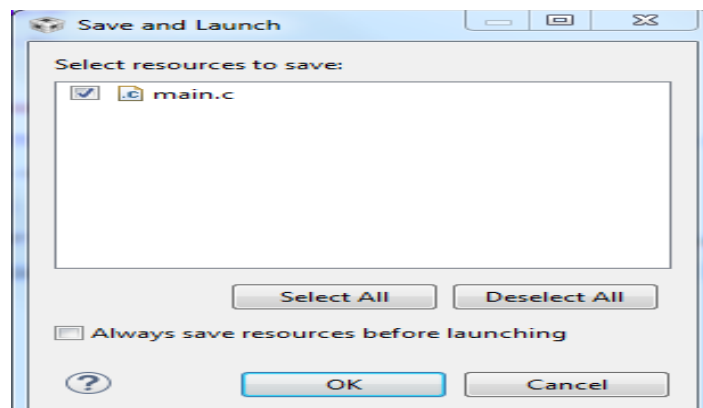 Save and Launch
Select resources to save:
.c main.c
Select All Deselect All
Always save resources before launching
? OK Cancel